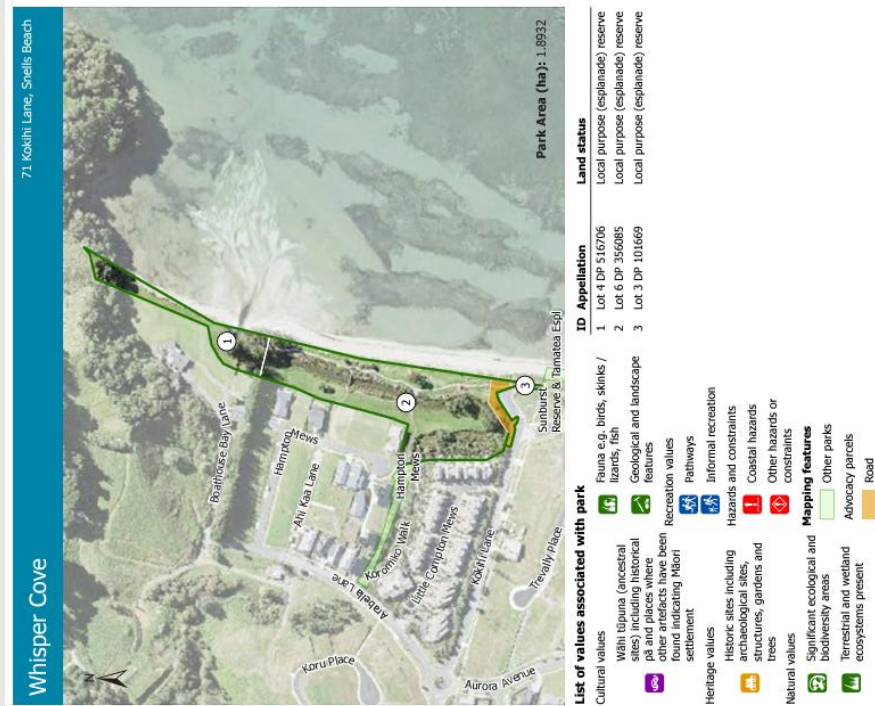 Whisper Cove
71 Kokihi Lane, Snells Beach
N
Boathouse Bay Lane
Hampton
Mews
Ahi Kaa Lane
Hampton
Mews
Koromiko Walk
Arabella Lane
Little Compton Mews
Kokihi Lane
Koru Place
Trevally Place
Aurora Avenue
Sunburst
Reserve & Tamatea Espl
1
2
3
Park Area (ha): 1.8932
List of values associated with park
Cultural values
Wāhi tūpuna (ancestral
sites) including historical
pā and places where
other artefacts have been
found indicating Māori
settlement
Heritage values
Historic sites including
archaeological sites,
structures, gardens and
trees
Natural values
Significant ecological and
biodiversity areas
Terrestrial and wetland
ecosystems present
Fauna e.g. birds, skinks /
lizards, fish
Geological and landscape
features
Recreation values
Pathways
Informal recreation
Hazards and constraints
Coastal hazards
Other hazards or
constraints
Mapping features
Other parks
Advocacy parcels
Road
ID Appellation Land status
1 Lot 4 DP 516706 Local purpose (esplanade) reserve
2 Lot 6 DP 356085 Local purpose (esplanade) reserve
3 Lot 3 DP 101669 Local purpose (esplanade) reserve